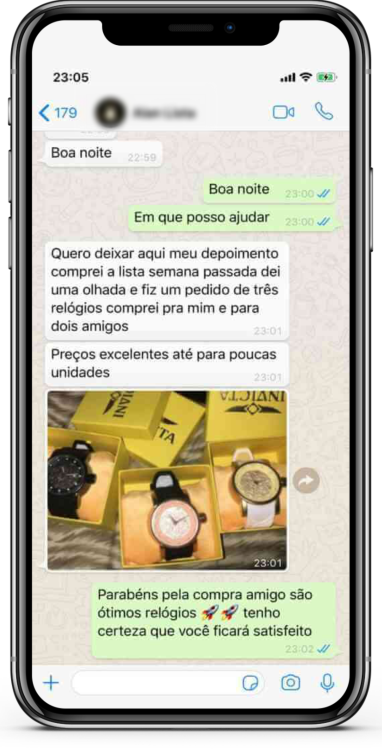 23:05
179
Boa noite 22:59
Boa noite 23:00
Em que posso ajudar 23:00
Quero deixar aqui meu depoimento
comprei a lista semana passada dei
uma olhada e fiz um pedido de três
relógios comprei pra mim e para
dois amigos 23:01
Preços excelentes até para poucas
unidades 23:01
INVICTA
23:01
Parabéns pela compra amigo são
ótimos relógios 🚀🚀 tenho
certeza que você ficará satisfeito
23:02